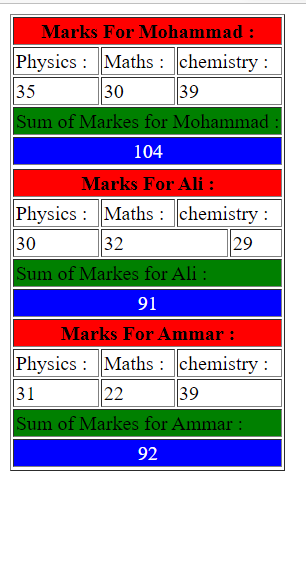 Marks For Mohammad :
Physics : Maths : chemistry :
35 30 39
Sum of Markes for Mohammad :
104
Marks For Ali :
Physics : Maths : chemistry :
30 32 29
Sum of Markes for Ali :
91
Marks For Ammar :
Physics : Maths : chemistry :
31 22 39
Sum of Markes for Ammar :
92